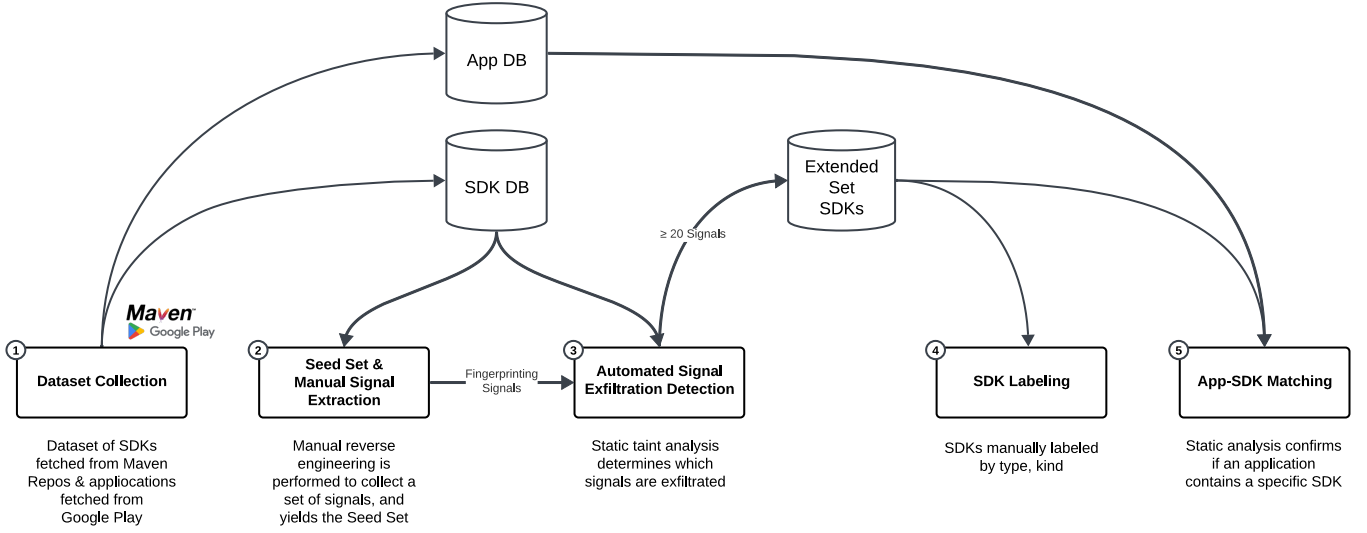 App DB
SDK DB
Extended
Set
SDKs
≥ 20 Signals
Maven™
Google Play
1
Dataset Collection
Dataset of SDKs
fetched from Maven
Repos & appliocations
fetched from
Google Play
2
Seed Set &
Manual Signal
Extraction
Manual reverse
engineering is
performed to collect a
set of signals, and
yields the Seed Set
Fingerprinting
Signals
3
Automated Signal
Exfiltration Detection
Static taint analysis
determines which
signals are exfiltrated
4
SDK Labeling
SDKs manually labeled
by type, kind
5
App-SDK Matching
Static analysis confirms
if an application
contains a specific SDK